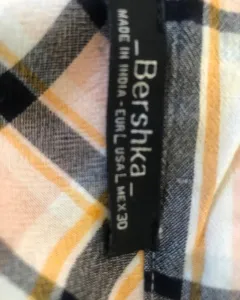 _Bershka_
MADE IN INDIA - EUR L USA L MEX 30